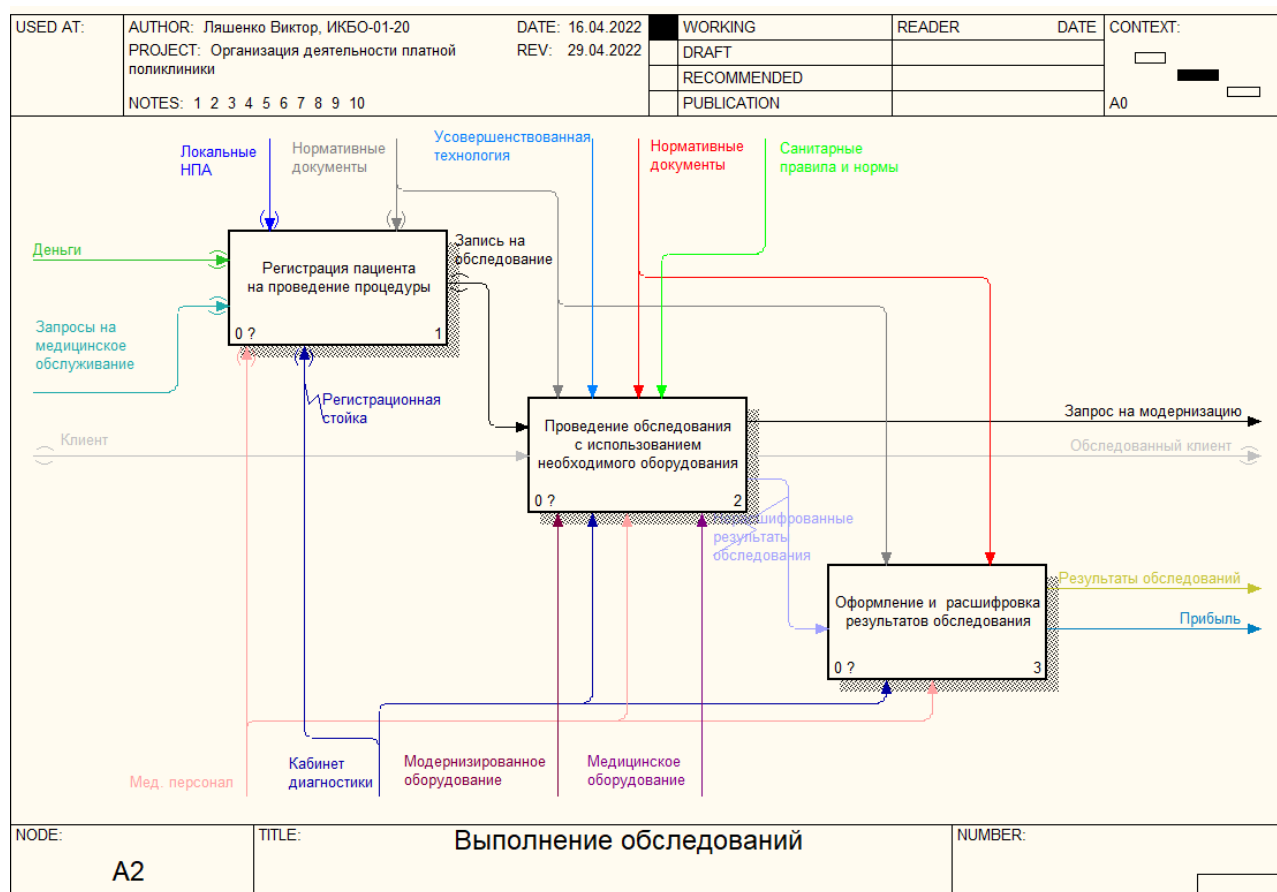 USED AT:
AUTHOR: Ляшенко Виктор, ИКБО-01-20
DATE: 16.04.2022
PROJECT: Организация деятельности платной
поликлиники
REV: 29.04.2022
NOTES: 1 2 3 4 5 6 7 8 9 10
WORKING
DRAFT
RECOMMENDED
PUBLICATION
READER
DATE
CONTEXT:
A0
Локальные
НПА
Нормативные
документы
Усовершенствованная
технология
Нормативные
документы
Санитарные
правила и нормы
Деньги
Запросы на
медицинское
обслуживание
Регистрация пациента
на проведение процедуры
0 ?
1
Запись на
обследование
Регистрационная
стойка
Клиент
Проведение обследования
с использованием
необходимого оборудования
0 ?
2
Запрос на модернизацию
Обследованный клиент
результаты
обследования
Оформление и расшифровка
результатов обследования
0 ?
3
Результаты обследований
Прибыль
Мед. персонал
Кабинет
диагностики
Модернизированное
оборудование
Медицинское
оборудование
NODE:
A2
TITLE:
Выполнение обследований
NUMBER: